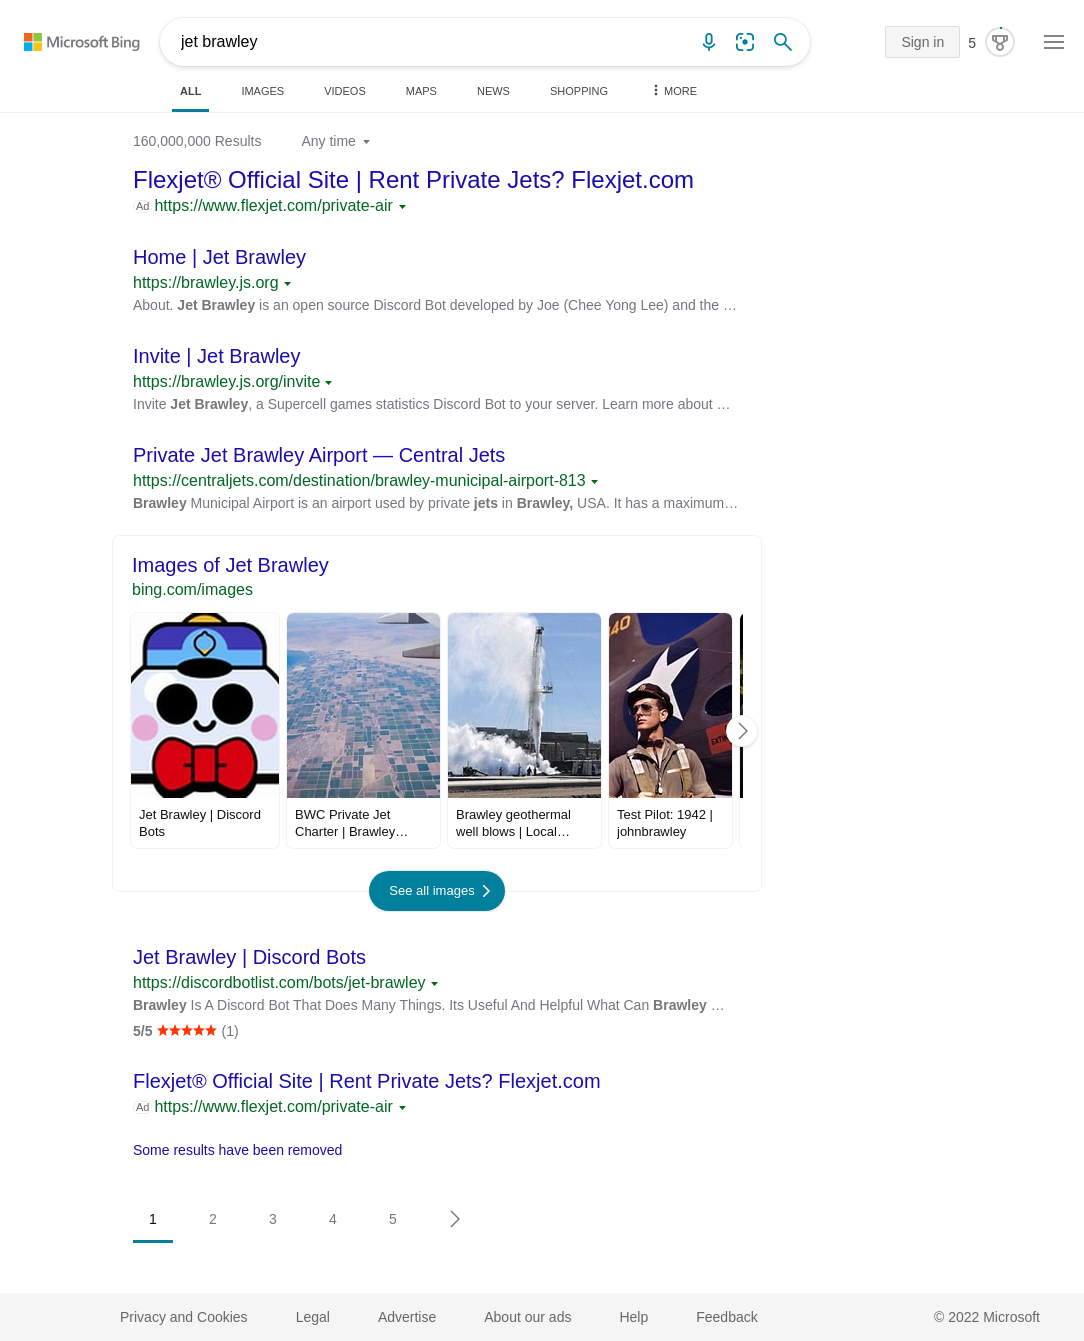 Microsoft Bing
jet brawley
Sign in
5
ALL
IMAGES
VIDEOS
MAPS
NEWS
SHOPPING
MORE
160,000,000 Results
Any time
Flexjet® Official Site | Rent Private Jets? Flexjet.com
Ad https://www.flexjet.com/private-air
Home | Jet Brawley
https://brawley.js.org
About. Jet Brawley is an open source Discord Bot developed by Joe (Chee Yong Lee) and the …
Invite | Jet Brawley
https://brawley.js.org/invite
Invite Jet Brawley, a Supercell games statistics Discord Bot to your server. Learn more about …
Private Jet Brawley Airport — Central Jets
https://centraljets.com/destination/brawley-municipal-airport-813
Brawley Municipal Airport is an airport used by private jets in Brawley, USA. It has a maximum…
Images of Jet Brawley
bing.com/images
40
Jet Brawley | Discord
Bots
BWC Private Jet
Charter | Brawley…
Brawley geothermal
well blows | Local…
Test Pilot: 1942 |
johnbrawley
See all images
Jet Brawley | Discord Bots
https://discordbotlist.com/bots/jet-brawley
Brawley Is A Discord Bot That Does Many Things. Its Useful And Helpful What Can Brawley …
5/5 (1)
Flexjet® Official Site | Rent Private Jets? Flexjet.com
Ad https://www.flexjet.com/private-air
Some results have been removed
1
2
3
4
5
Privacy and Cookies
Legal
Advertise
About our ads
Help
Feedback
© 2022 Microsoft